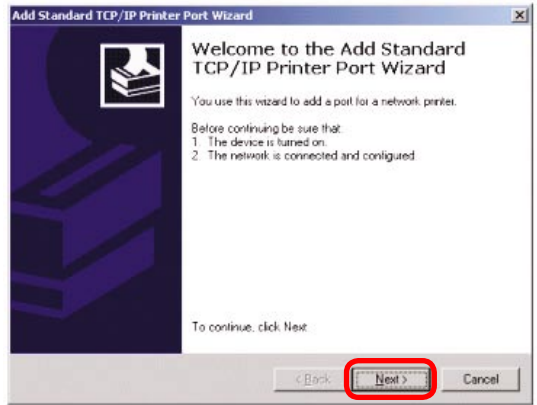 Add Standard TCP/IP Printer Port Wizard
Welcome to the Add Standard
TCP/IP Printer Port Wizard
You use this wizard to add a port for a network printer.
Before continuing be sure that:
1. The device is turned on.
2. The network is connected and configured.
To continue, click Next.
< Back Next > Cancel